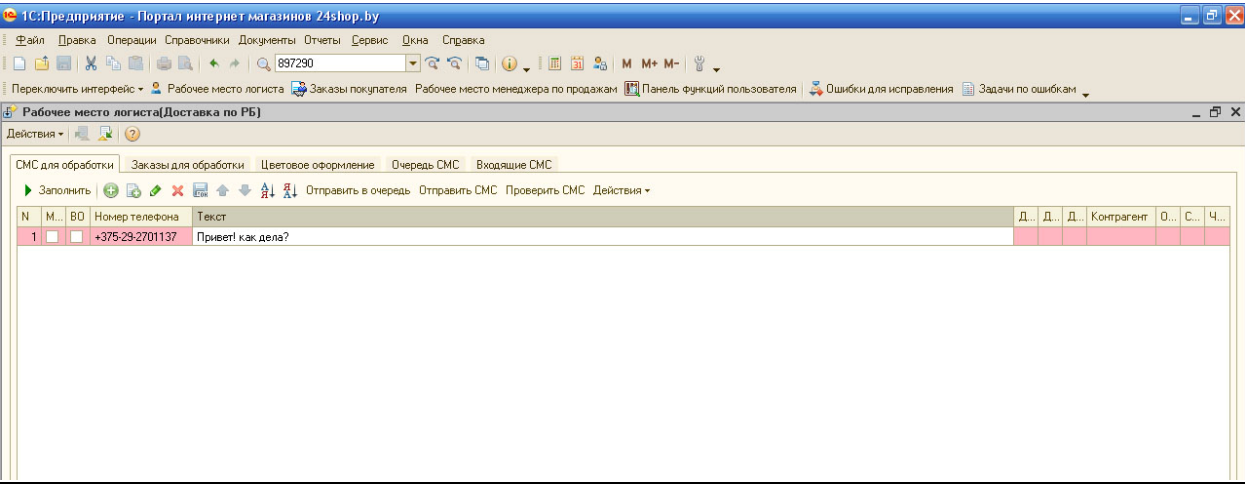 1С:Предприятие - Портал интернет магазинов 24shop.by
Файл Правка Операции Справочники Документы Отчеты Сервис Окна Справка
897290 M M+ M-
Переключить интерфейс Рабочее место логиста Заказы покупателя Рабочее место менеджера по продажам Панель функций пользователя Ошибки для исправления Задачи по ошибкам
Рабочее место логиста(Доставка по РБ)
Действия
СМС для обработки Заказы для обработки Цветовое оформление Очередь СМС Входящие СМС
Заполнить Отправить в очередь Отправить СМС Проверить СМС Действия
N М... ВО Номер телефона Текст Д... Д... Д... Контрагент О... С... Ч...
1 +375-29-2701137 Привет! как дела?